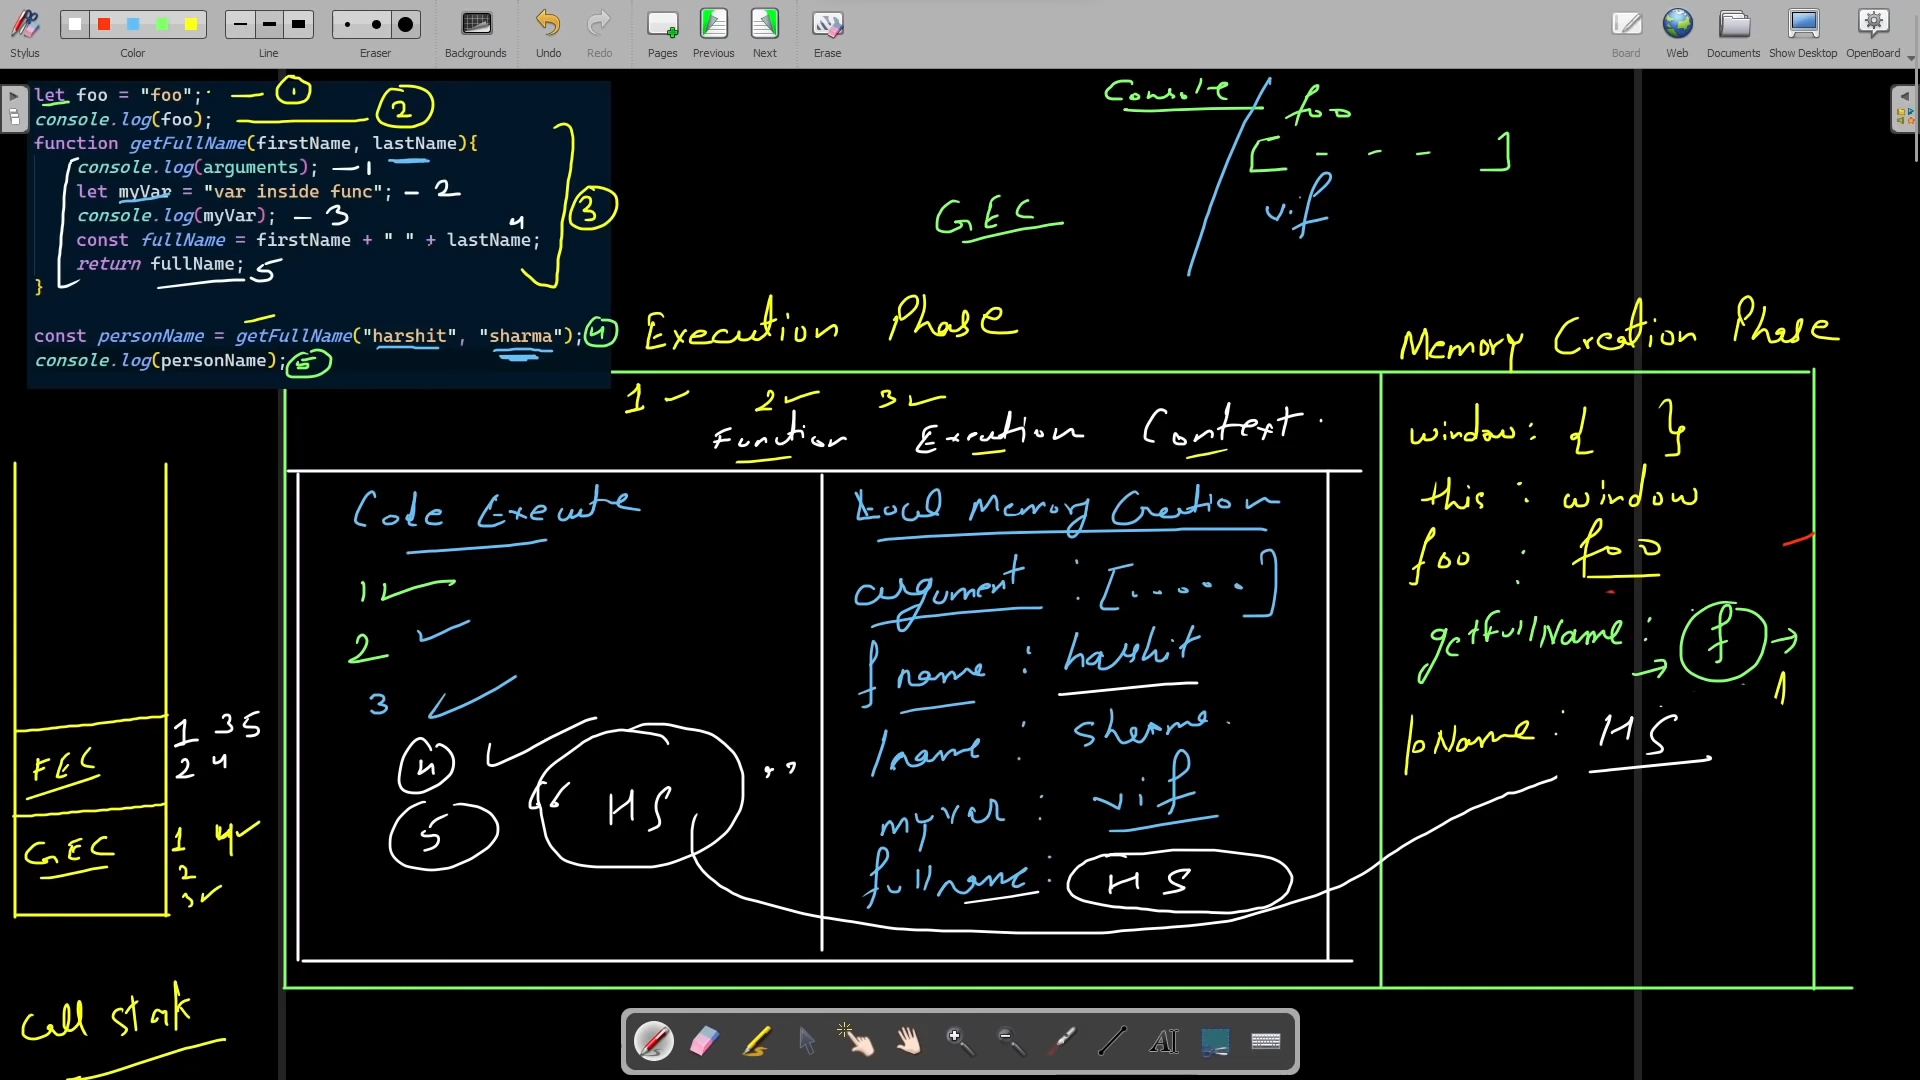 Stylus Color Line Eraser Backgrounds Undo Redo Pages Previous Next Erase Board Web Documents Show Desktop OpenBoard
let foo = "foo"; 1
console.log(foo); 2
function getFullName(firstName, lastName){
console.log(arguments); 1
let myVar = "var inside func"; 2
console.log(myVar); 3
const fullName = firstName + " " + lastName; 4
return fullName; 5
} 3
const personName = getFullName("harshit", "sharma"); 4
console.log(personName); 5
Console foo
[ - - - ]
vif
GEC
Execution Phase
Memory Creation Phase
1 2 3
Function Execution Context.
Code Execute
1
2
3
4
5 "HS"
Local Memory Creation
argument : [.....]
fname : harshit
lname : sharma
myvar : vif
fullname : HS
window: { }
this : window
foo : foo
getFullName: f
1
pName : HS
FEC 1 3 5
2 4
GEC 1 4
2
3
Call stak